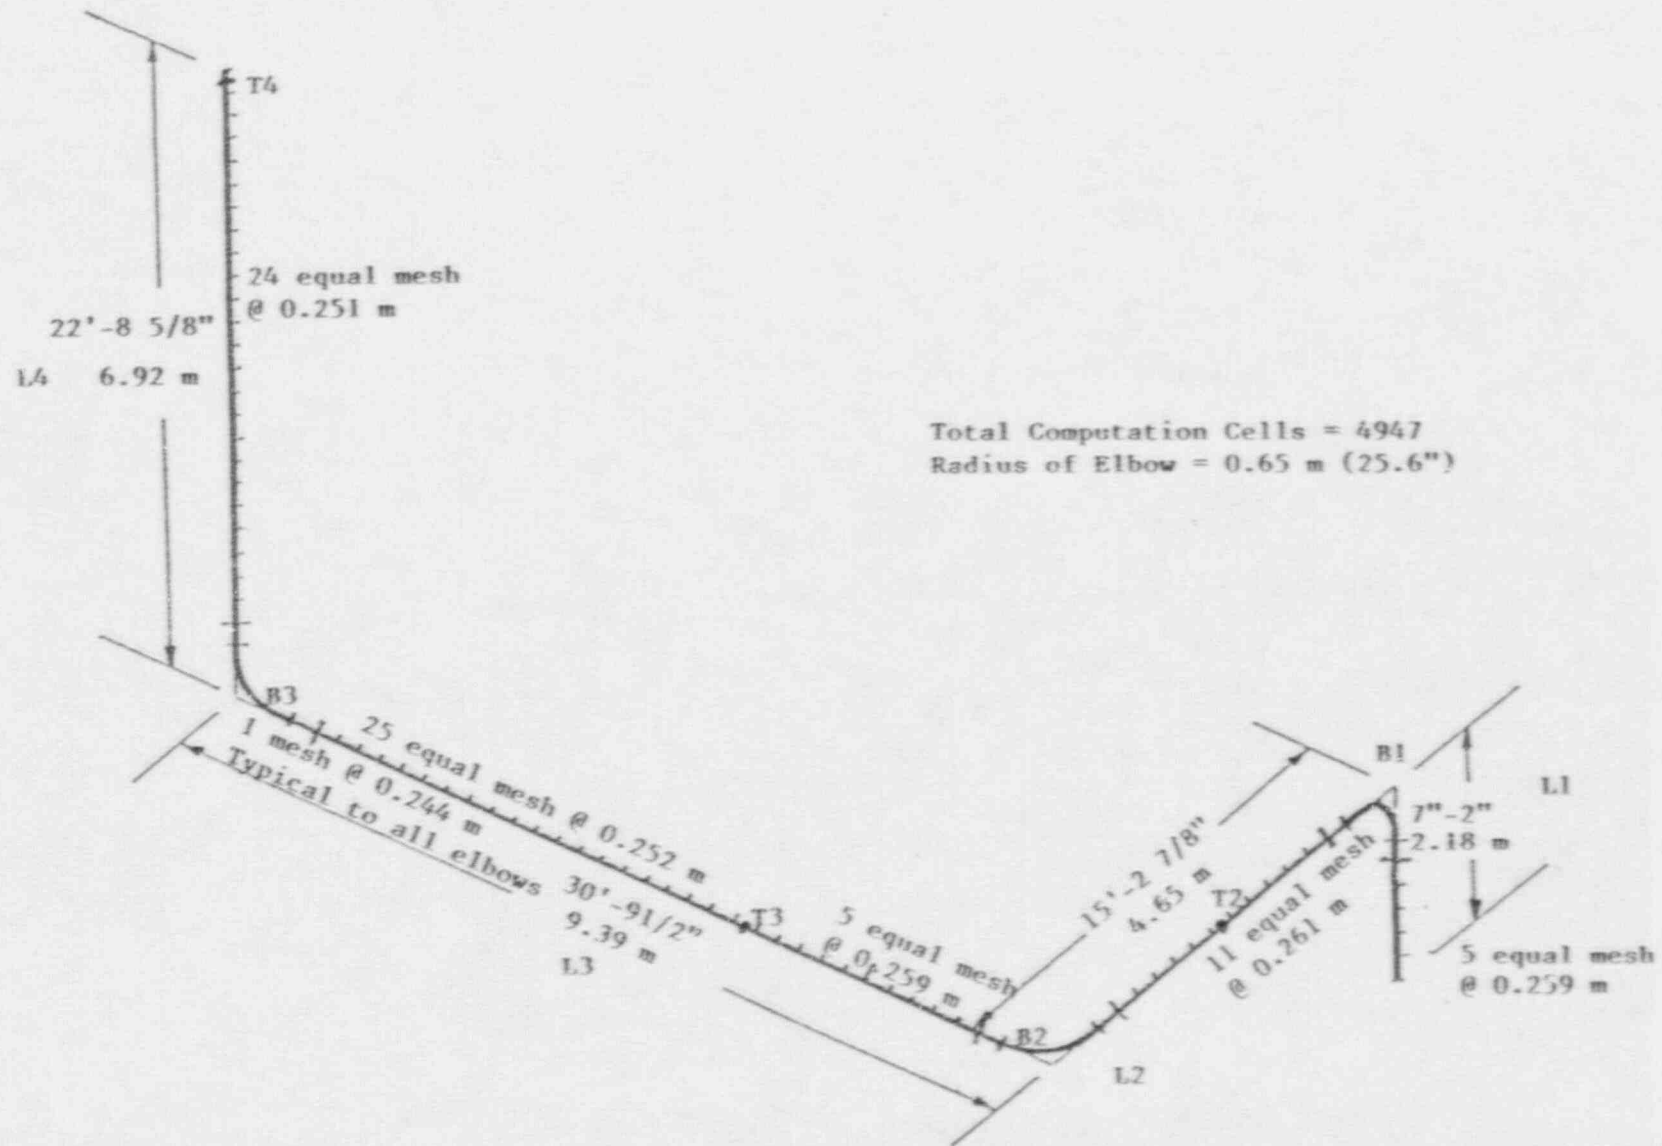 T4
24 equal mesh
@ 0.251 m
22'-8 5/8"
L4 6.92 m
Total Computation Cells = 4947
Radius of Elbow = 0.65 m (25.6")
B3
1 mesh @ 0.244 m
Typical to all elbows
25 equal mesh @ 0.252 m
30'-91/2"
9.39 m
L3
T3
5 equal mesh
@ 0.259 m
B2
L2
15'-2 7/8"
4.65 m
T2
11 equal mesh
@ 0.261 m
B1
L1
7"-2"
2.18 m
5 equal mesh
@ 0.259 m